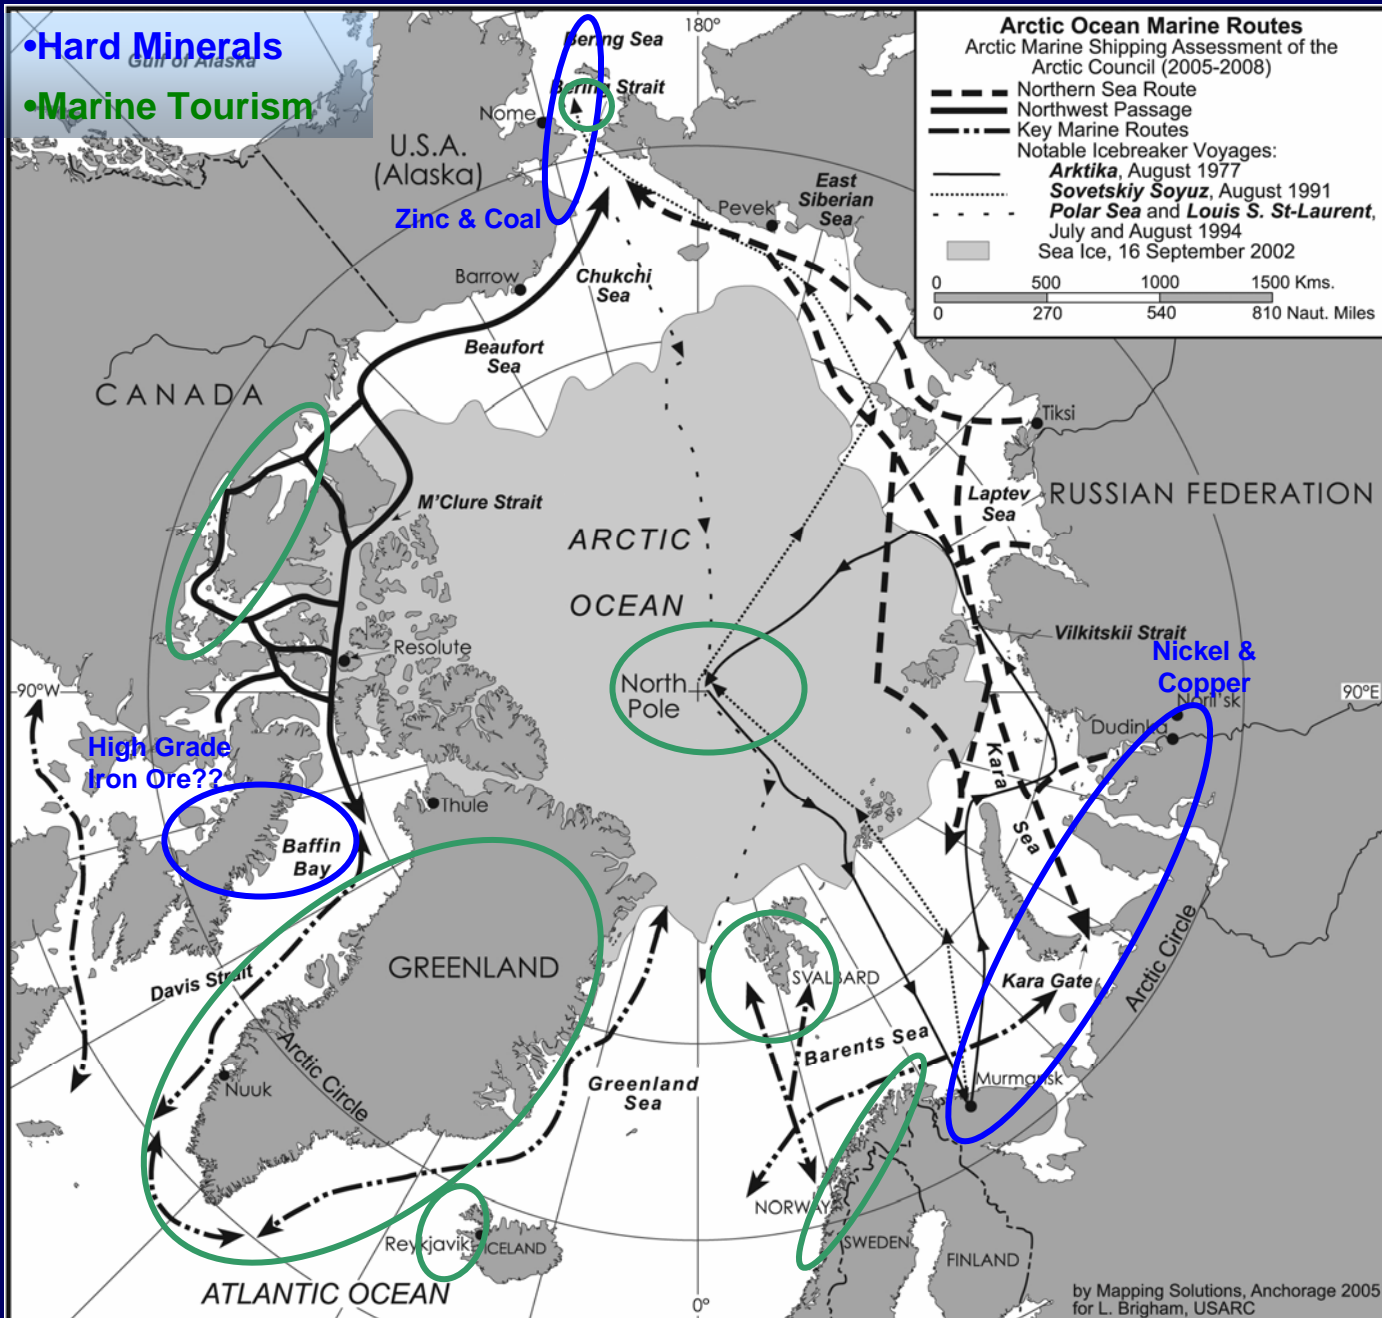 •Hard Minerals
Gulf of Alaska
•Marine Tourism
180°
Bering Sea
Bering Strait
Nome
U.S.A.
(Alaska)
Zinc & Coal
Arctic Ocean Marine Routes
Arctic Marine Shipping Assessment of the
Arctic Council (2005-2008)
Northern Sea Route
Northwest Passage
Key Marine Routes
Notable Icebreaker Voyages:
Arktika, August 1977
Sovetskiy Soyuz, August 1991
Polar Sea and Louis S. St-Laurent,
July and August 1994
Sea Ice, 16 September 2002
0 500 1000 1500 Kms.
0 270 540 810 Naut. Miles
East
Siberian
Sea
Pevek
Barrow
Chukchi
Sea
Beaufort
Sea
CANADA
Tiksi
M'Clure Strait
Laptev
Sea
RUSSIAN FEDERATION
ARCTIC
OCEAN
Vilkitskii Strait
Resolute
Nickel &
Copper
North
Pole
90°W
90°E
Noril'sk
Dudinka
High Grade
Iron Ore??
Kara
Sea
Thule
Baffin
Bay
GREENLAND
Davis Strait
SVALBARD
Kara Gate
Arctic Circle
Barents Sea
Arctic Circle
Nuuk
Greenland
Sea
Murmansk
NORWAY
Reykjavik
ICELAND
SWEDEN
FINLAND
ATLANTIC OCEAN
0°
by Mapping Solutions, Anchorage 2005
for L. Brigham, USARC